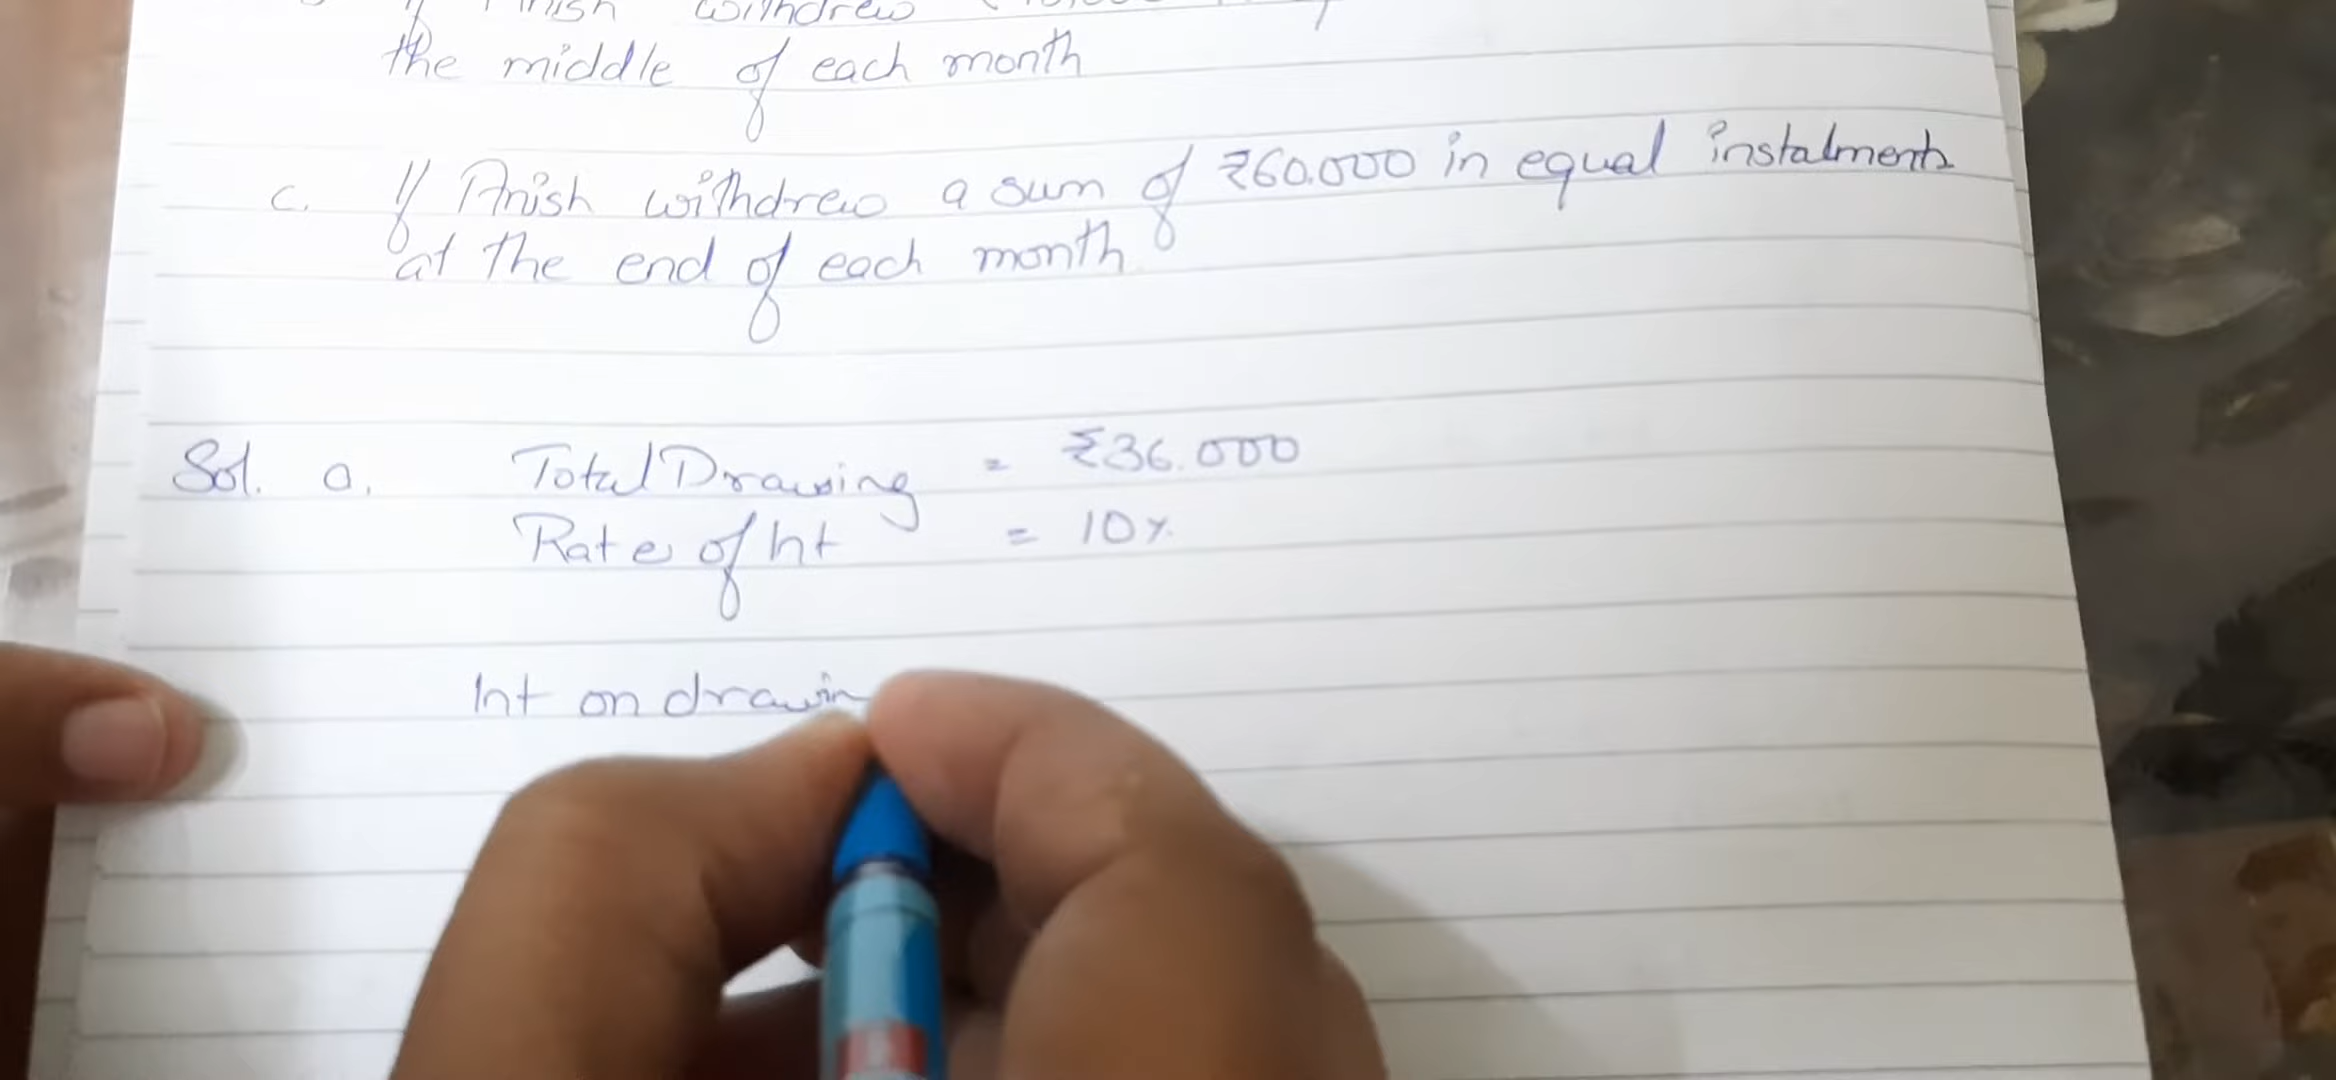 withdrew
the middle of each month
c. If Anish withdrew a sum of ₹60.000 in equal instalments
at the end of each month
Sol. a. Total Drawing = ₹36.000
Rate of Int = 10%
Int on drawin